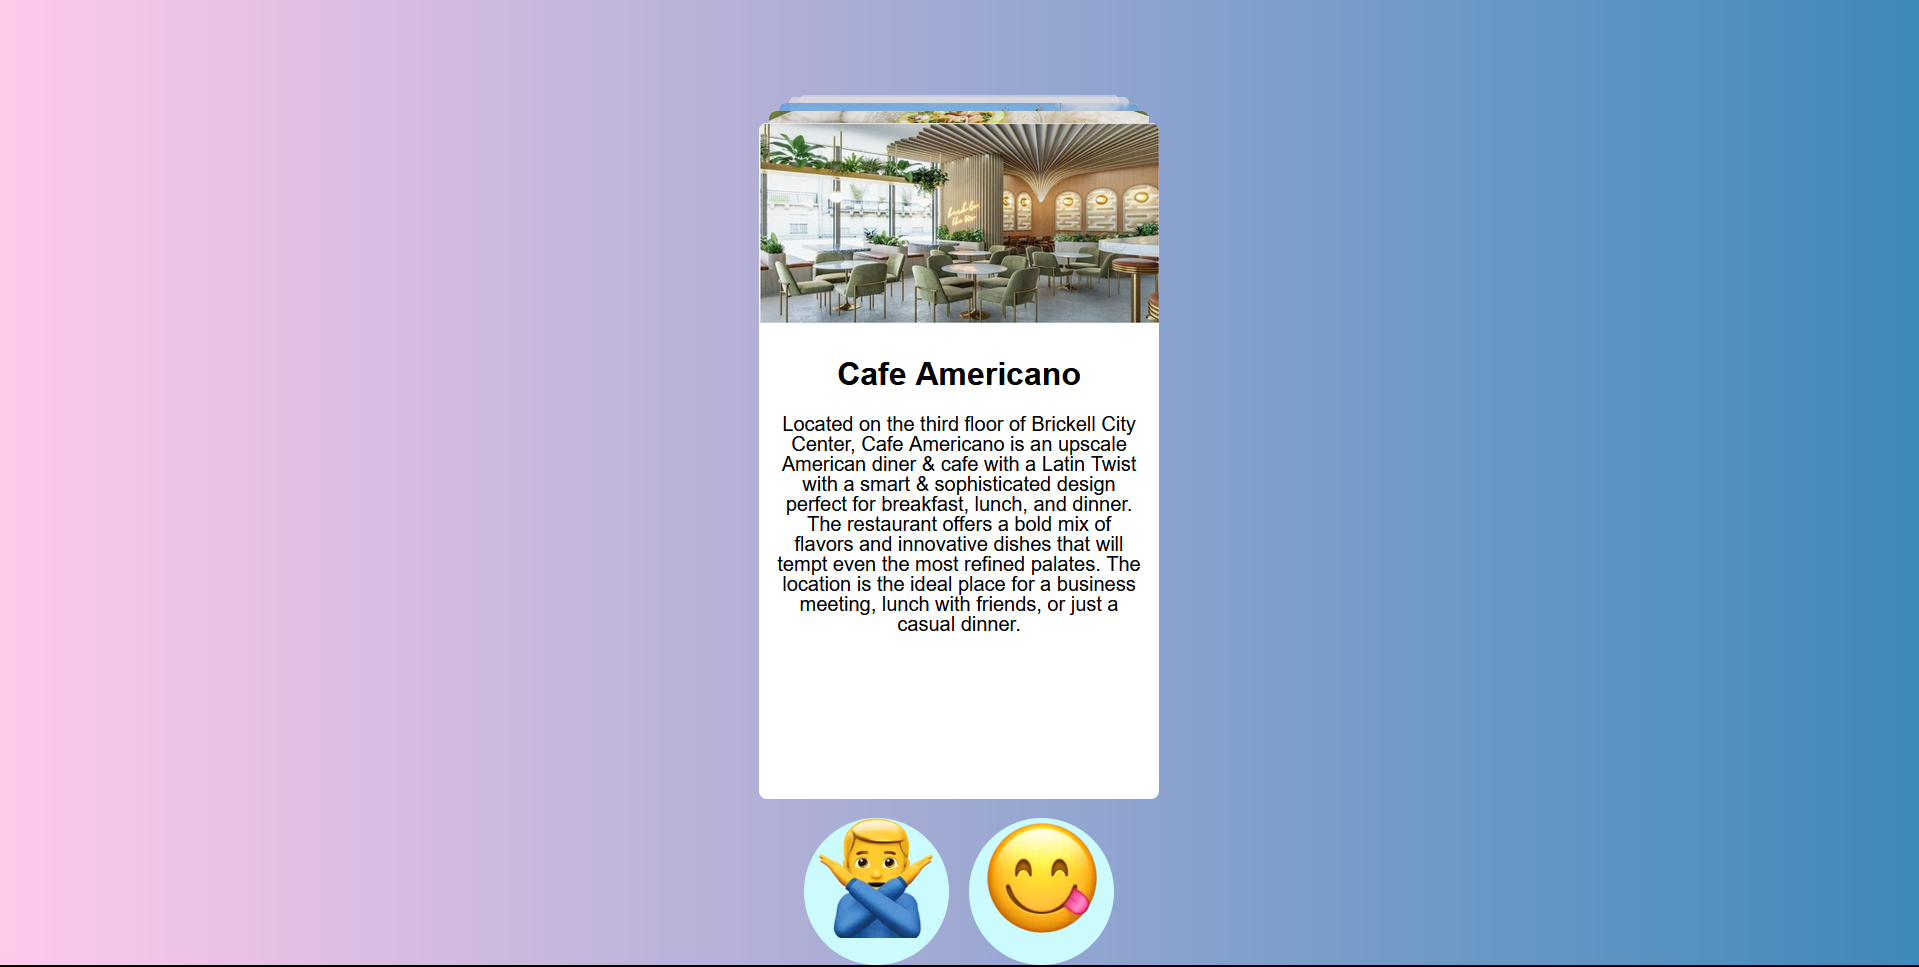 Cafe Americano
Located on the third floor of Brickell City
Center, Cafe Americano is an upscale
American diner & cafe with a Latin Twist
with a smart & sophisticated design
perfect for breakfast, lunch, and dinner.
The restaurant offers a bold mix of
flavors and innovative dishes that will
tempt even the most refined palates. The
location is the ideal place for a business
meeting, lunch with friends, or just a
casual dinner.